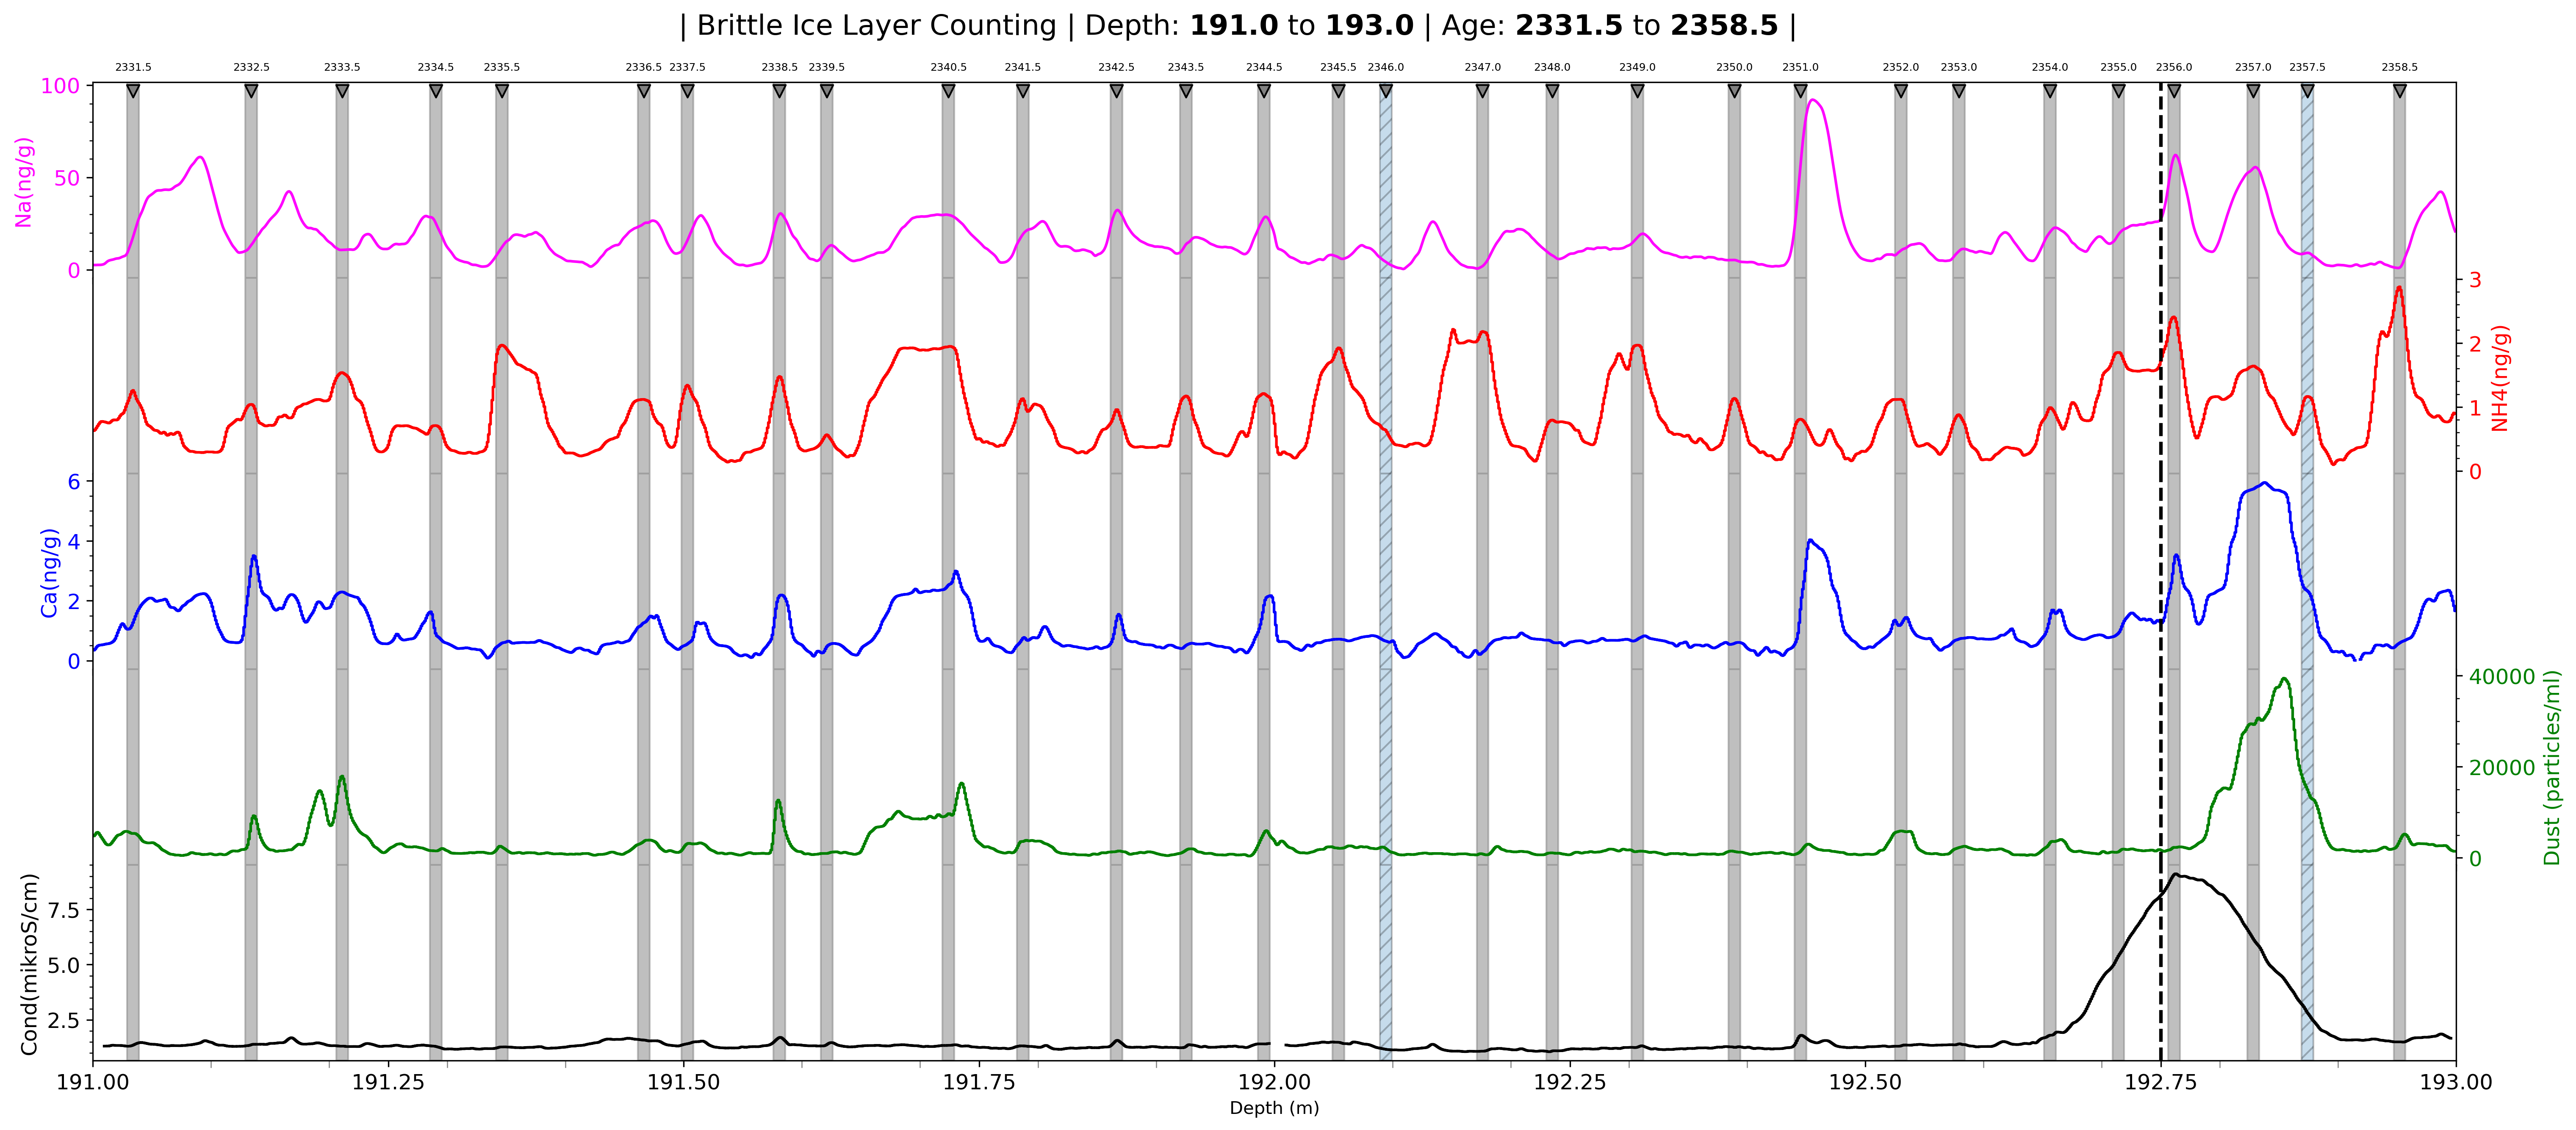 | Brittle Ice Layer Counting | Depth: 191.0 to 193.0 | Age: 2331.5 to 2358.5 |
2331.5 2332.5 2333.5 2334.5 2335.5 2336.5 2337.5 2338.5 2339.5 2340.5 2341.5 2342.5 2343.5 2344.5 2345.5 2346.0 2347.0 2348.0 2349.0 2350.0 2351.0 2352.0 2353.0 2354.0 2355.0 2356.0 2357.0 2357.5 2358.5
100
50
0
Na(ng/g)
3
2
1
0
NH4(ng/g)
6
4
2
0
Ca(ng/g)
40000
20000
0
Dust (particles/ml)
7.5
5.0
2.5
Cond(mikroS/cm)
191.00 191.25 191.50 191.75 192.00 192.25 192.50 192.75 193.00
Depth (m)